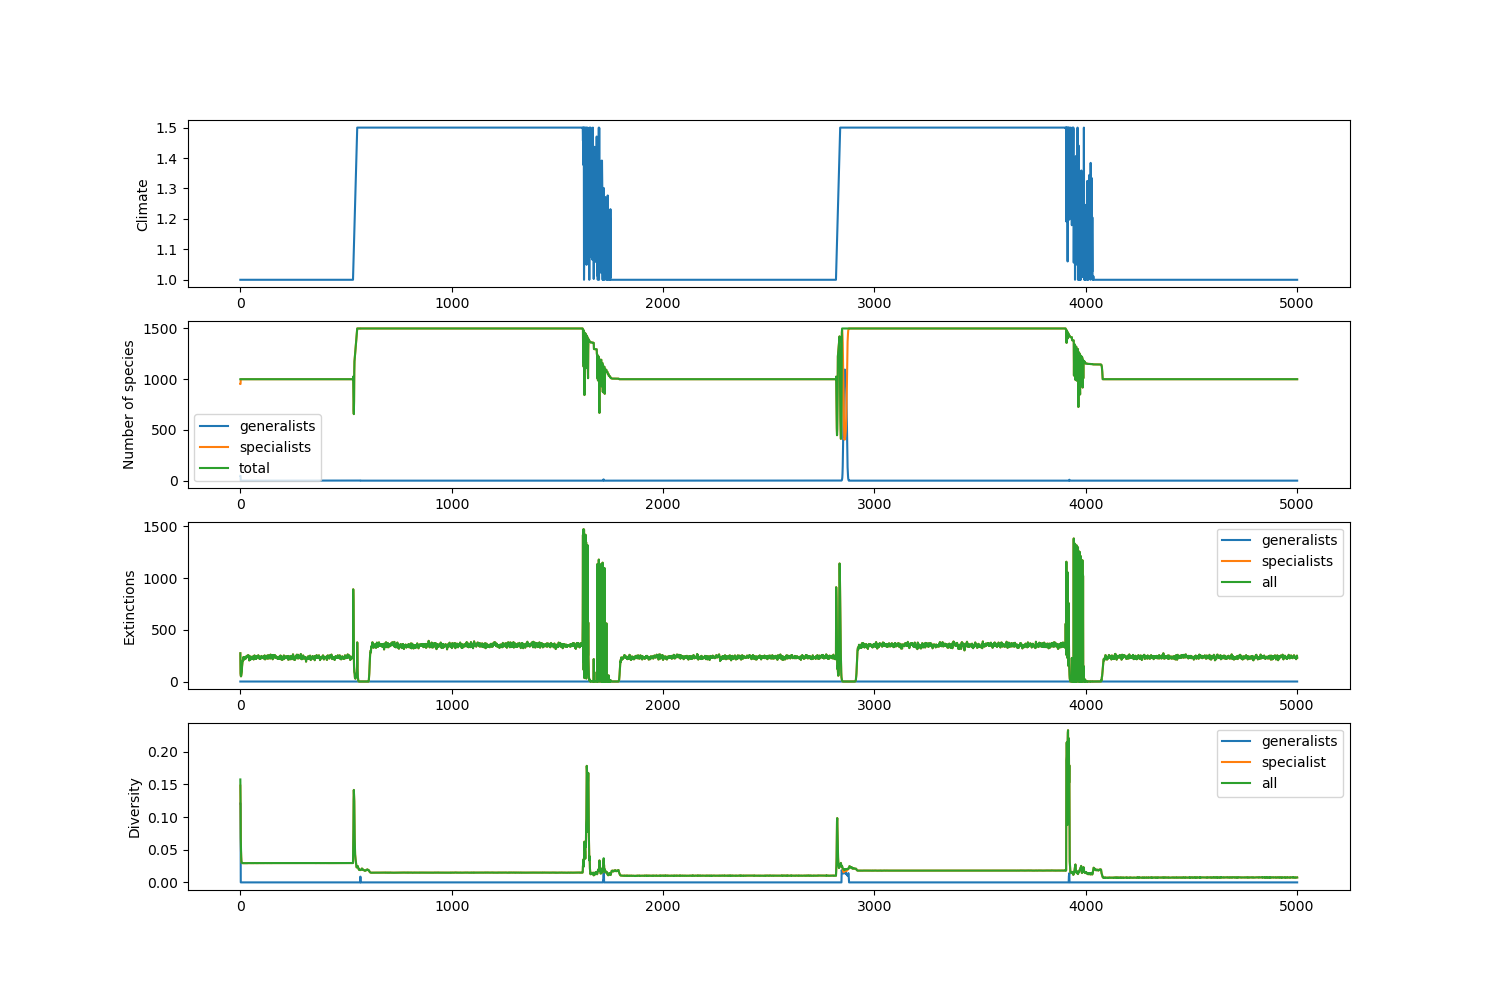 Climate
1.5
1.4
1.3
1.2
1.1
1.0
0 1000 2000 3000 4000 5000
Number of species
1500
1000
500
0
generalists
specialists
total
0 1000 2000 3000 4000 5000
Extinctions
1500
1000
500
0
generalists
specialists
all
0 1000 2000 3000 4000 5000
Diversity
0.20
0.15
0.10
0.05
0.00
generalists
specialist
all
0 1000 2000 3000 4000 5000